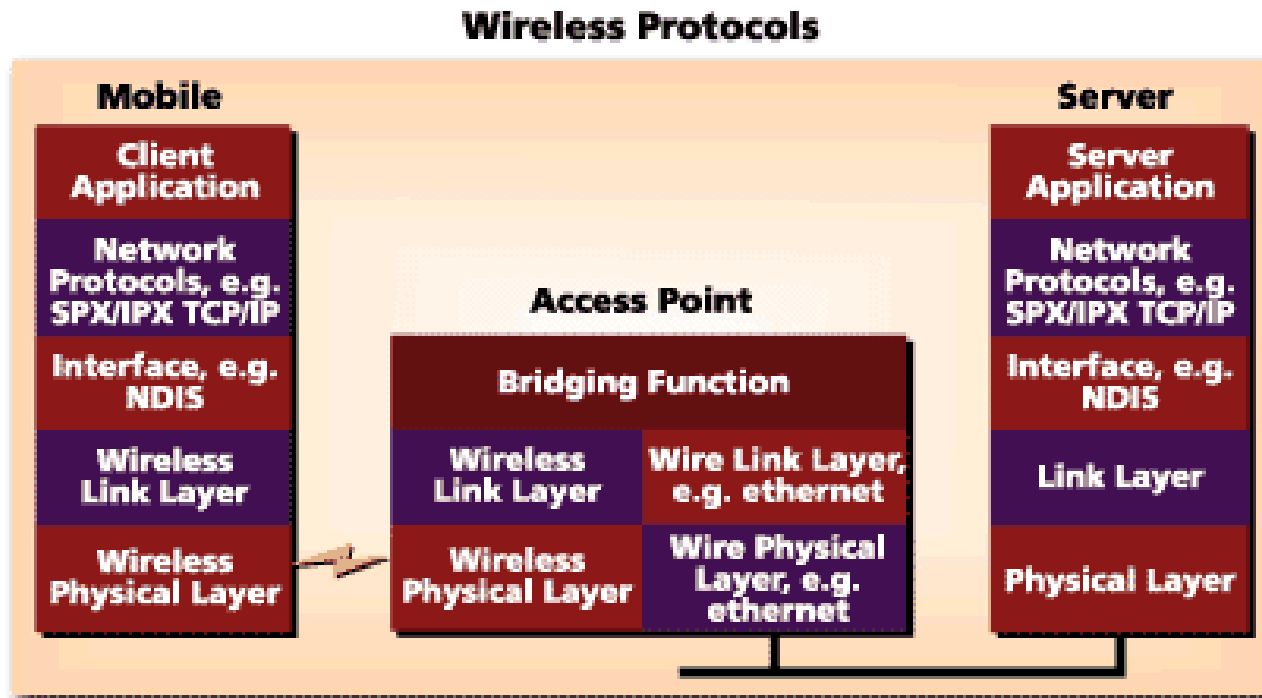 Wireless Protocols
Mobile
Client
Application
Network
Protocols, e.g.
SPX/IPX TCP/IP
Interface, e.g.
NDIS
Wireless
Link Layer
Wireless
Physical Layer
Access Point
Bridging Function
Wireless
Link Layer
Wire Link Layer,
e.g. ethernet
Wireless
Physical Layer
Wire Physical
Layer, e.g.
ethernet
Server
Server
Application
Network
Protocols, e.g.
SPX/IPX TCP/IP
Interface, e.g.
NDIS
Link Layer
Physical Layer